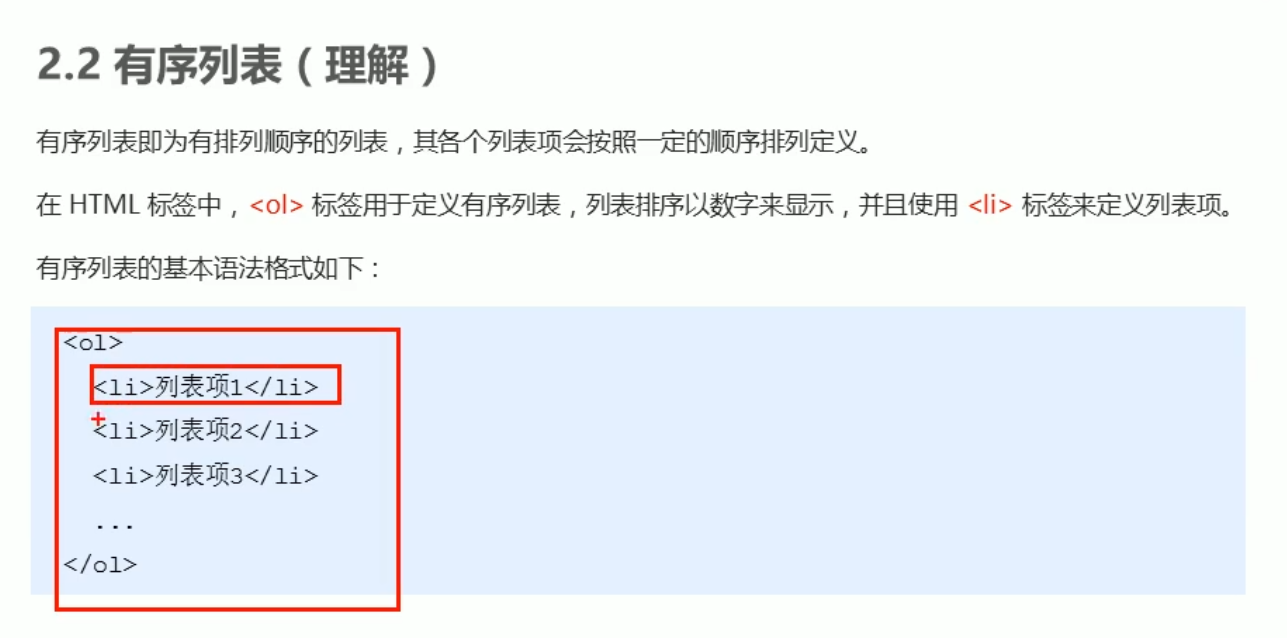 2.2 有序列表（理解）
有序列表即为有排列顺序的列表，其各个列表项会按照一定的顺序排列定义。
在 HTML 标签中，<ol> 标签用于定义有序列表，列表排序以数字来显示，并且使用 <li> 标签来定义列表项。
有序列表的基本语法格式如下：
<ol>
<li>列表项1</li>
<li>列表项2</li>
<li>列表项3</li>
...
</ol>